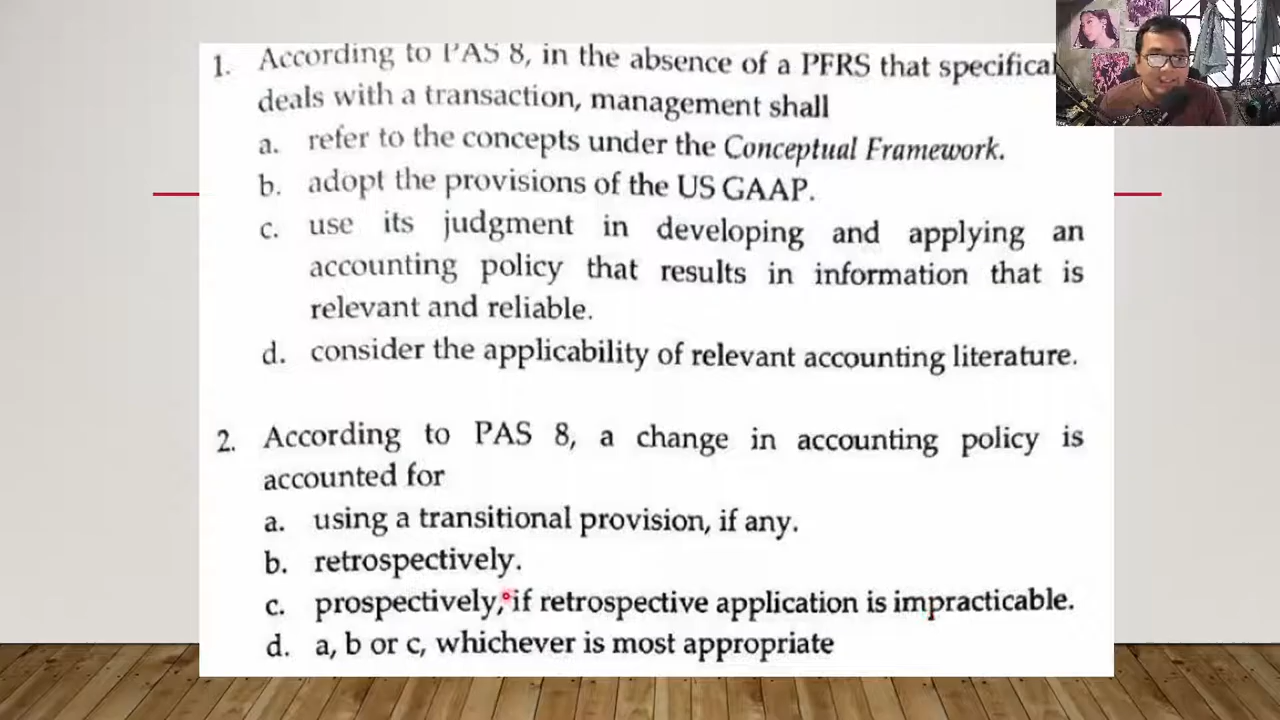 1. According to PAS 8, in the absence of a PFRS that
deals with a transaction, management shall
a. refer to the concepts under the Conceptual Framework.
b. adopt the provisions of the US GAAP.
c. use its judgment in developing and applying an
accounting policy that results in information that is
relevant and reliable.
d. consider the applicability of relevant accounting literature.
2. According to PAS 8, a change in accounting policy is
accounted for
a. using a transitional provision, if any.
b. retrospectively.
c. prospectively, if retrospective application is impracticable.
d. a, b or c, whichever is most appropriate